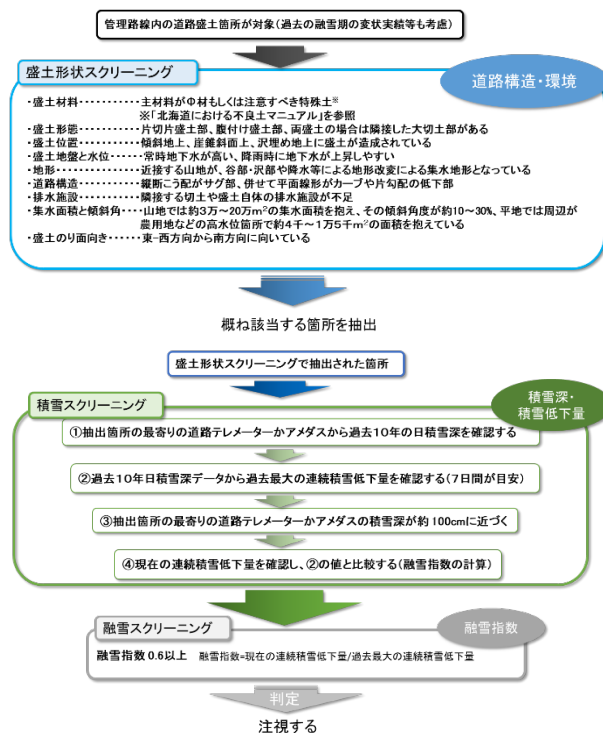 管理路線内の道路盛土箇所が対象(過去の融雪期の変状実績等も考慮)
盛土形状スクリーニング
道路構造・環境
・盛土材料・・・・・・・・・・主材料がΦ材もしくは注意すべき特殊土※
※「北海道における不良土マニュアル」を参照
・盛土形態・・・・・・・・・・片切片盛土部、腹付け盛土部、両盛土の場合は隣接した大切土部がある
・盛土位置・・・・・・・・・・傾斜地上、崖錐斜面上、沢埋め地上に盛土が造成されている
・盛土地盤と水位・・・・常時地下水が高い、降雨時に地下水が上昇しやすい
・地形・・・・・・・・・・・・・・近接する山地が、谷部・沢部や降水等による地形改変による集水地形となっている
・道路構造・・・・・・・・・・縦断こう配がサグ部、併せて平面線形がカーブや片勾配の低下部
・排水施設・・・・・・・・・・隣接する切土や盛土自体の排水施設が不足
・集水面積と傾斜角・・・・山地では約3万~20万m²の集水面積を抱え、その傾斜角度が約10~30%、平地では周辺が
農用地などの高水位箇所で約4千~1万5千m²の面積を抱えている
・盛土のり面向き・・・・・・東-西方向から南方向に向いている
概ね該当する箇所を抽出
盛土形状スクリーニングで抽出された箇所
積雪スクリーニング
積雪深・
積雪低下量
①抽出箇所の最寄りの道路テレメーターかアメダスから過去10年の日積雪深を確認する
②過去10年日積雪深データから過去最大の連続積雪低下量を確認する(7日間が目安)
③抽出箇所の最寄りの道路テレメーターかアメダスの積雪深が約100cmに近づく
④現在の連続積雪低下量を確認し、②の値と比較する(融雪指数の計算)
融雪スクリーニング
融雪指数
融雪指数0.6以上 融雪指数=現在の連続積雪低下量/過去最大の連続積雪低下量
判定
注視する